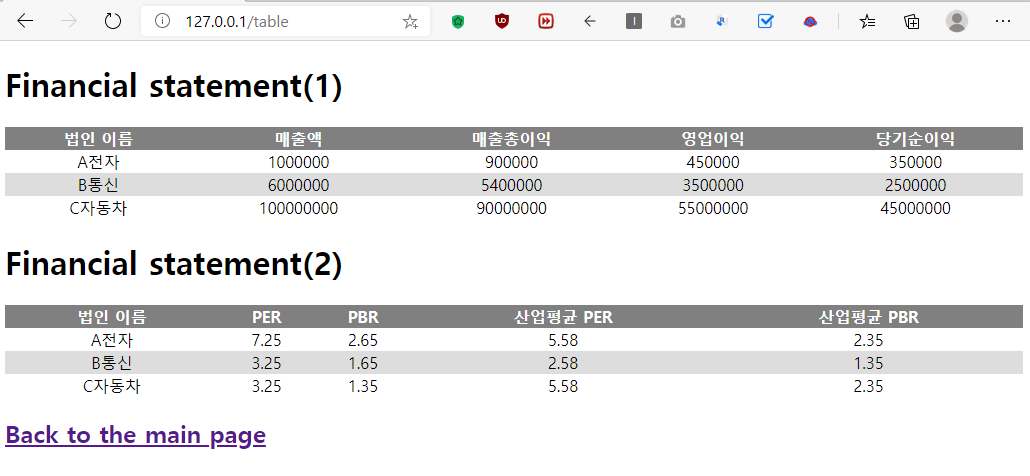 127.0.0.1/table
Financial statement(1)
법인 이름 매출액 매출총이익 영업이익 당기순이익
A전자 1000000 900000 450000 350000
B통신 6000000 5400000 3500000 2500000
C자동차 100000000 90000000 55000000 45000000
Financial statement(2)
법인 이름 PER PBR 산업평균 PER 산업평균 PBR
A전자 7.25 2.65 5.58 2.35
B통신 3.25 1.65 2.58 1.35
C자동차 3.25 1.35 5.58 2.35
Back to the main page